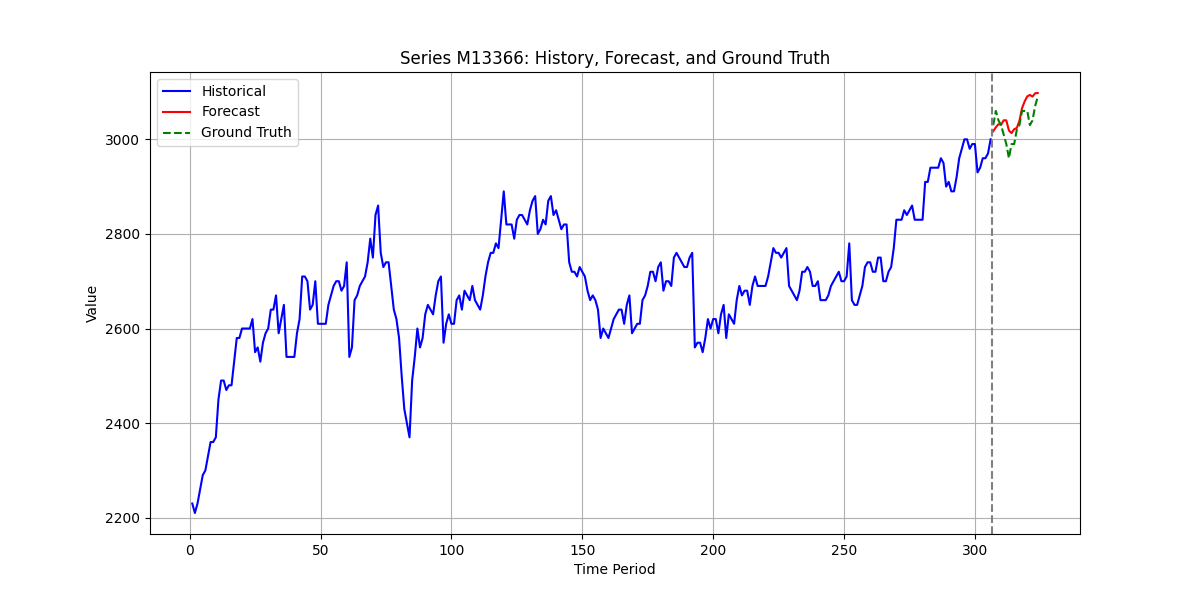 Series M13366: History, Forecast, and Ground Truth
Historical
Forecast
Ground Truth
3000
2800
2600
2400
2200
Value
0 50 100 150 200 250 300
Time Period